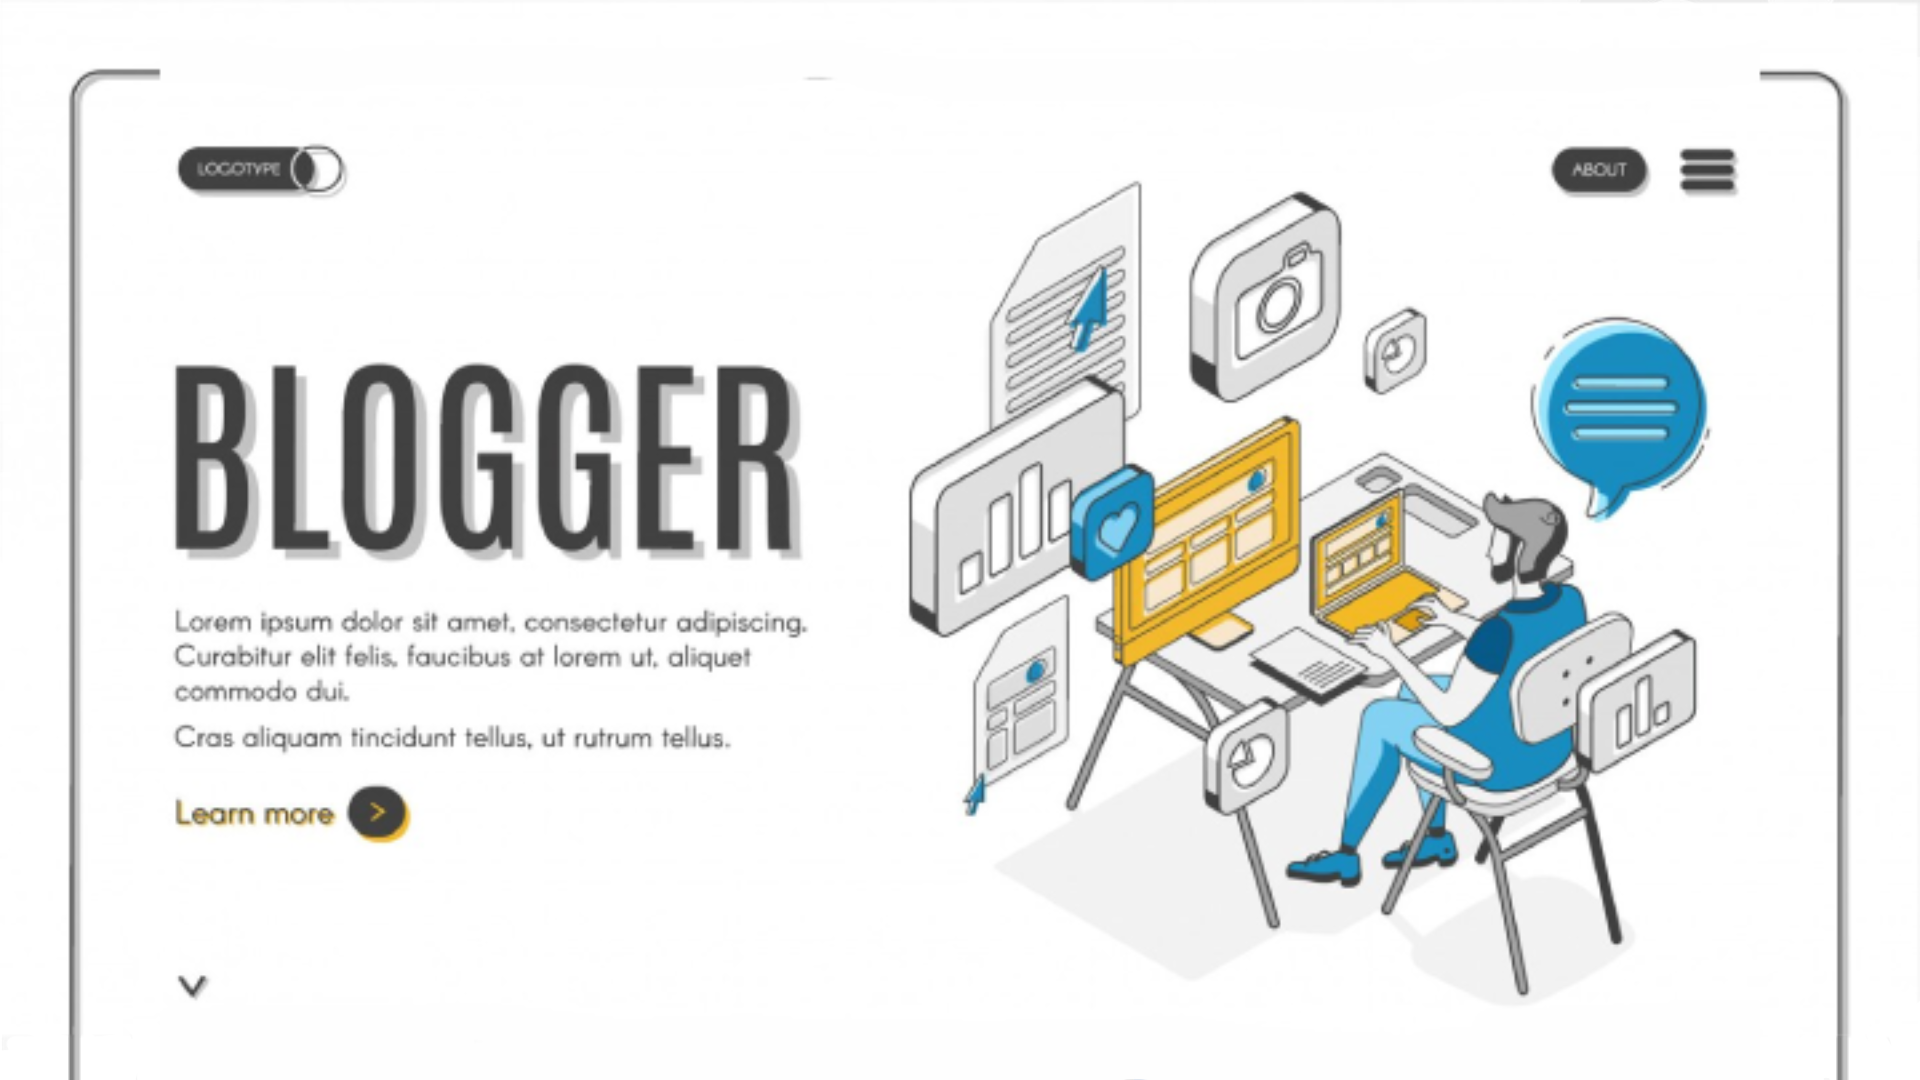 LOGOTYPE
ABOUT
BLOGGER
Lorem ipsum dolor sit amet, consectetur adipiscing.
Curabitur elit felis, faucibus at lorem ut, aliquet
commodo dui.
Cras aliquam tincidunt tellus, ut rutrum tellus.
Learn more >